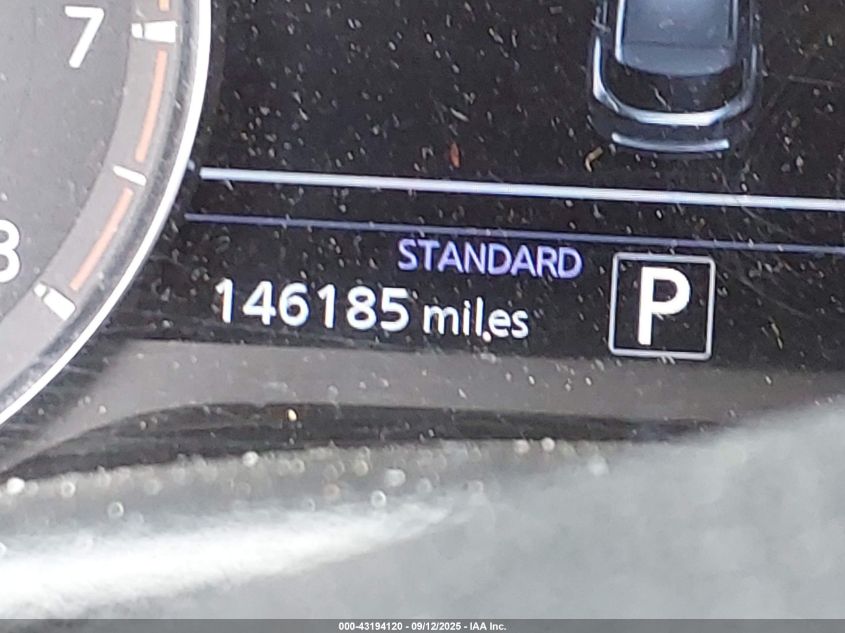 7
8
STANDARD
146185 miles
P
000-43194120 - 09/12/2025 - IAA Inc.